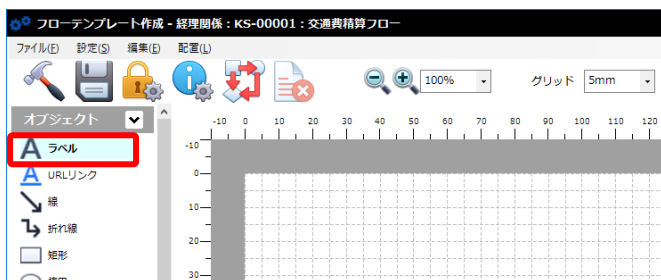 フローテンプレート作成 - 経理関係：KS-00001：交通費精算フロー
ファイル(F) 設定(S) 編集(E) 配置(L)
100% グリッド 5mm
オブジェクト
-10 0 10 20 30 40 50 60 70 80 90 100 110 120
ラベル
-10
URLリンク
0
線
折れ線
10
矩形
20
30